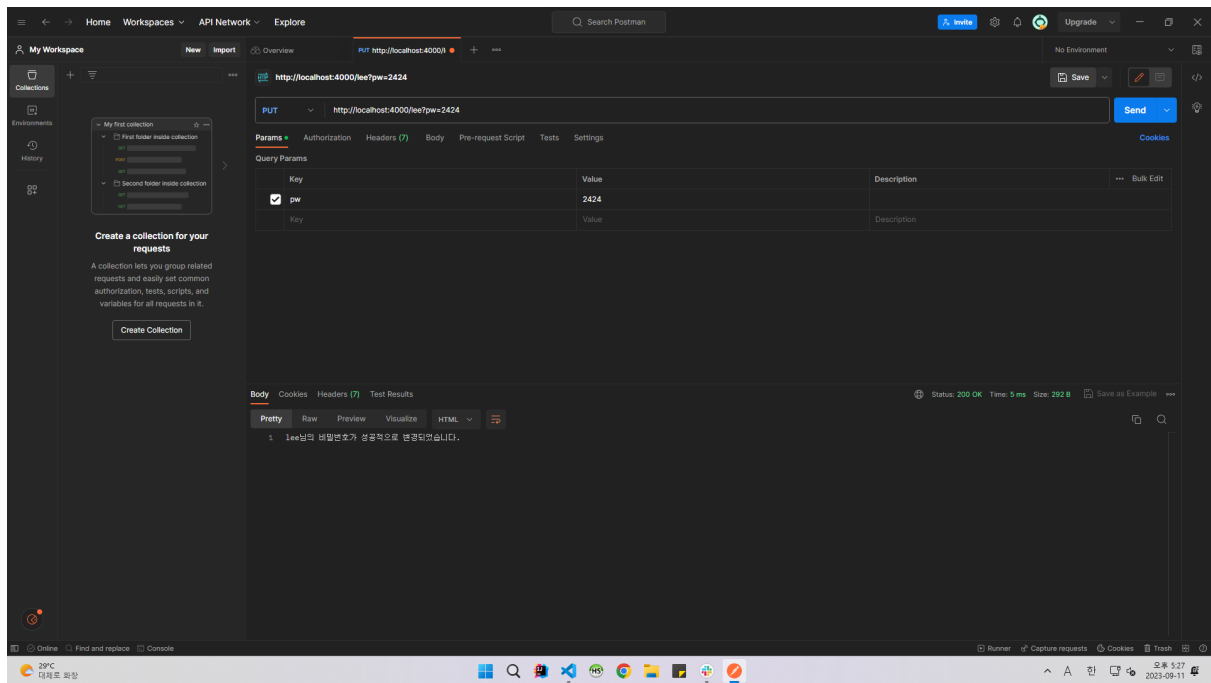 Home Workspaces API Network Explore
Search Postman
Invite
Upgrade
My Workspace
New Import
Overview
PUT http://localhost:4000/l
No Environment
Collections
Environments
History
My first collection
First folder inside collection
GET
POST
GET
Second folder inside collection
GET
GET
Create a collection for your
requests
A collection lets you group related
requests and easily set common
authorization, tests, scripts, and
variables for all requests in it.
Create Collection
HTTP
http://localhost:4000/lee?pw=2424
Save
PUT
http://localhost:4000/lee?pw=2424
Send
Params Authorization Headers (7) Body Pre-request Script Tests Settings
Cookies
Query Params
Key Value Description Bulk Edit
pw 2424
Key Value Description
Body Cookies Headers (7) Test Results
Status: 200 OK Time: 5 ms Size: 292 B Save as Example
Pretty Raw Preview Visualize HTML
1 lee님의 비밀번호가 성공적으로 변경되었습니다.
Online Find and replace Console
Runner Capture requests Cookies Trash
29°C
대체로 화창
A 한
오후 5:27
2023-09-11